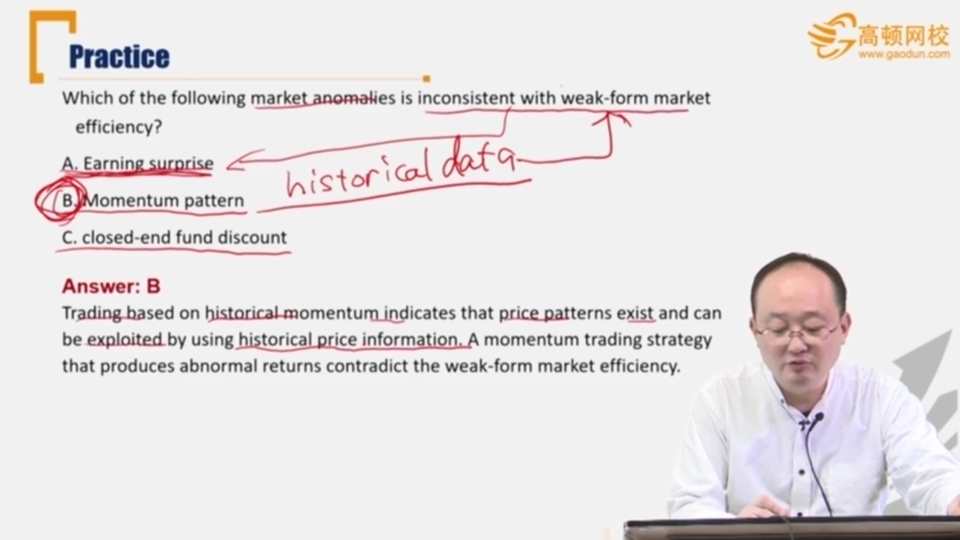 Practice
高顿网校
www.gaodun.com
Which of the following market anomalies is inconsistent with weak-form market
efficiency?
A. Earning surprise
historical data
B. Momentum pattern
C. closed-end fund discount
Answer: B
Trading based on historical momentum indicates that price patterns exist and can
be exploited by using historical price information. A momentum trading strategy
that produces abnormal returns contradict the weak-form market efficiency.